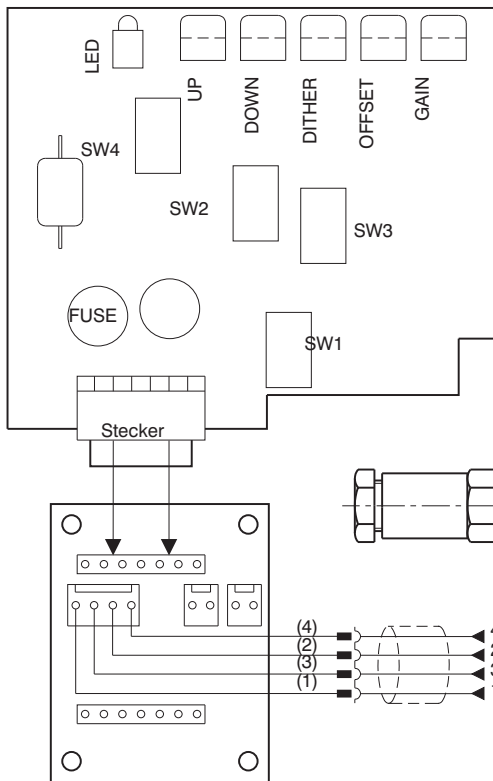 LED
UP
DOWN
DITHER
OFFSET
GAIN
SW4
SW2
SW3
FUSE
SW1
Stecker
(4)
(2)
(3)
(1)